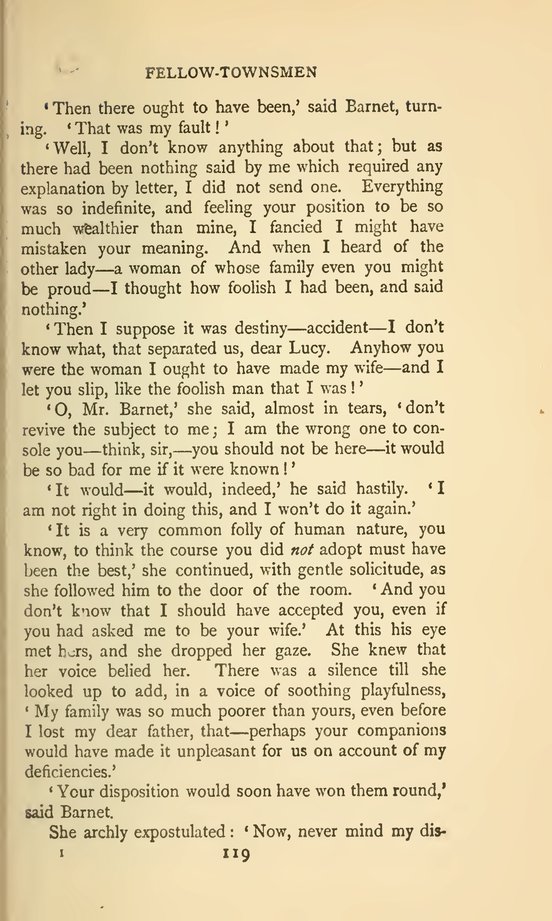 FELLOW-TOWNSMEN
‘Then there ought to have been,’ said Barnet, turn-
ing. ‘That was my fault!’
‘Well, I don’t know anything about that; but as
there had been nothing said by me which required any
explanation by letter, I did not send one. Everything
was so indefinite, and feeling your position to be so
much wealthier than mine, I fancied I might have
mistaken your meaning. And when I heard of the
other lady—a woman of whose family even you might
be proud—I thought how foolish I had been, and said
nothing.’
‘Then I suppose it was destiny—accident—I don’t
know what, that separated us, dear Lucy. Anyhow you
were the woman I ought to have made my wife—and I
let you slip, like the foolish man that I was!’
‘O, Mr. Barnet,’ she said, almost in tears, ‘don’t
revive the subject to me; I am the wrong one to con-
sole you—think, sir,—you should not be here—it would
be so bad for me if it were known!’
‘It would—it would, indeed,’ he said hastily. ‘I
am not right in doing this, and I won’t do it again.’
‘It is a very common folly of human nature, you
know, to think the course you did not adopt must have
been the best,’ she continued, with gentle solicitude, as
she followed him to the door of the room. ‘And you
don’t know that I should have accepted you, even if
you had asked me to be your wife.’ At this his eye
met hers, and she dropped her gaze. She knew that
her voice belied her. There was a silence till she
looked up to add, in a voice of soothing playfulness,
‘My family was so much poorer than yours, even before
I lost my dear father, that—perhaps your companions
would have made it unpleasant for us on account of my
deficiencies.’
‘Your disposition would soon have won them round,’
said Barnet.
She archly expostulated: ‘Now, never mind my dis-
I 119